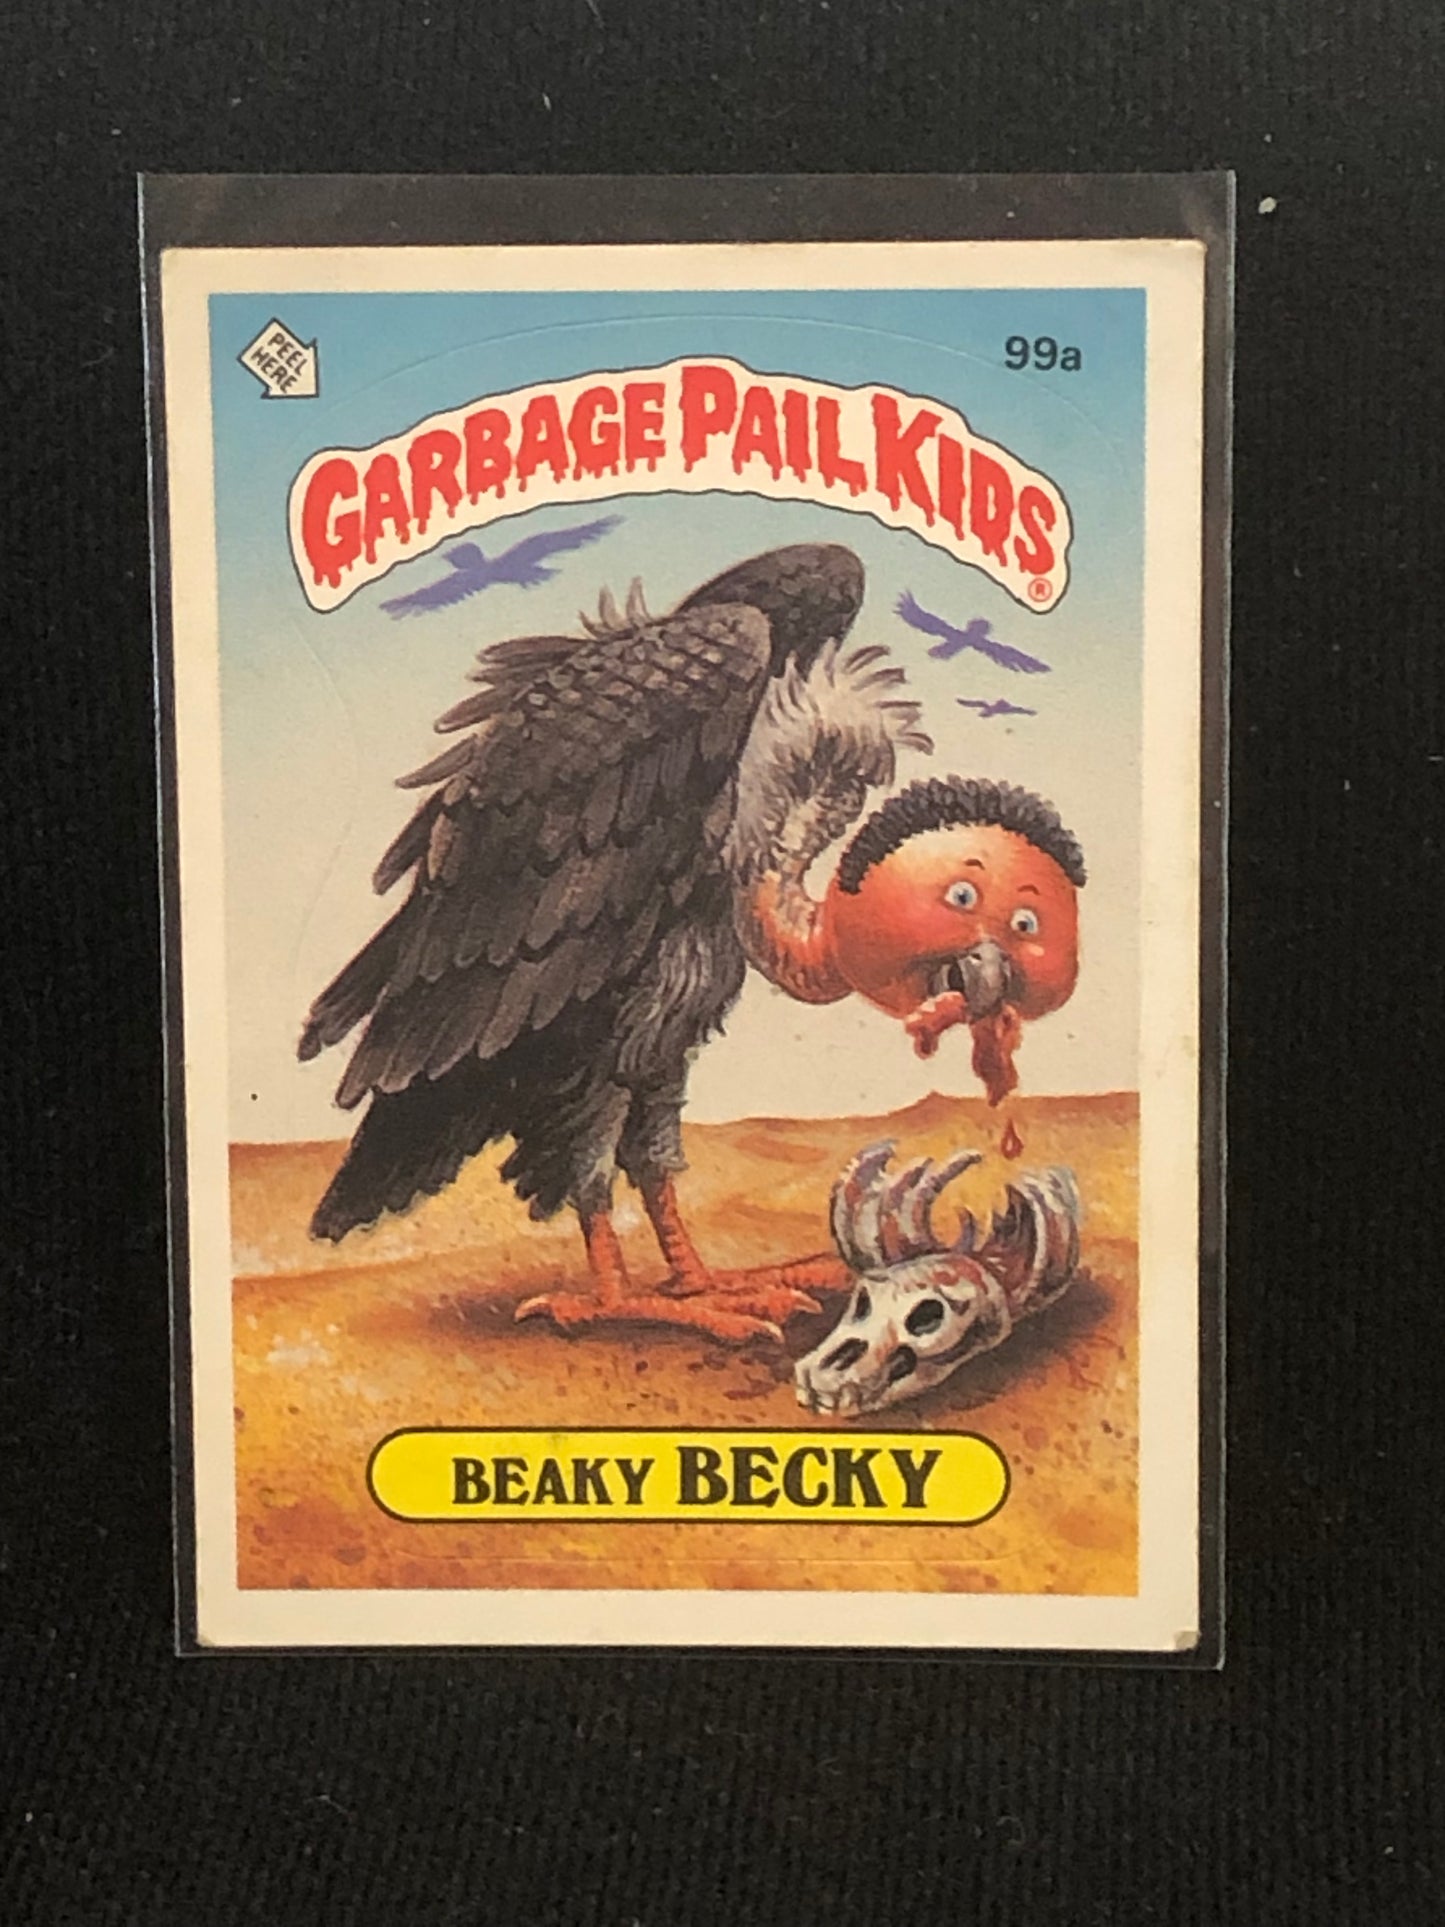 PEEL
HERE
99a
GARBAGE PAIL KIDS
®
BEAKY BECKY